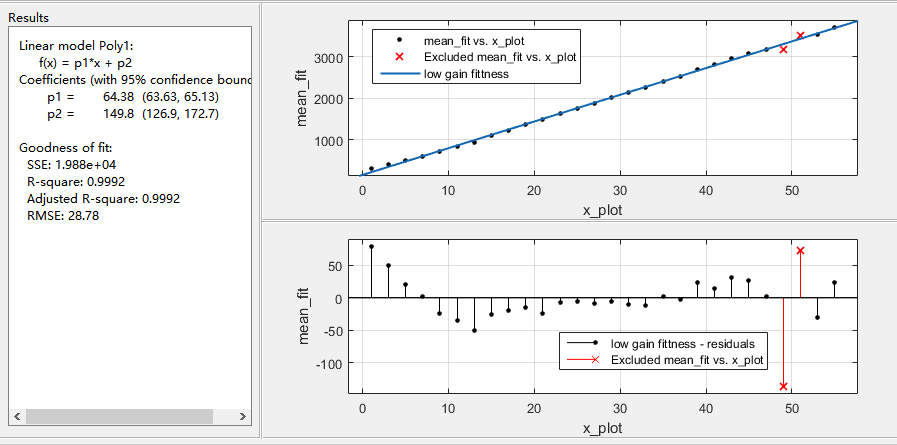 Results
Linear model Poly1:
f(x) = p1*x + p2
Coefficients (with 95% confidence bound
p1 = 64.38 (63.63, 65.13)
p2 = 149.8 (126.9, 172.7)
Goodness of fit:
SSE: 1.988e+04
R-square: 0.9992
Adjusted R-square: 0.9992
RMSE: 28.78
mean_fit
3000
2000
1000
mean_fit vs. x_plot
Excluded mean_fit vs. x_plot
low gain fittness
0 10 20 30 40 50
x_plot
mean_fit
50
0
-50
-100
low gain fittness - residuals
Excluded mean_fit vs. x_plot
0 10 20 30 40 50
x_plot